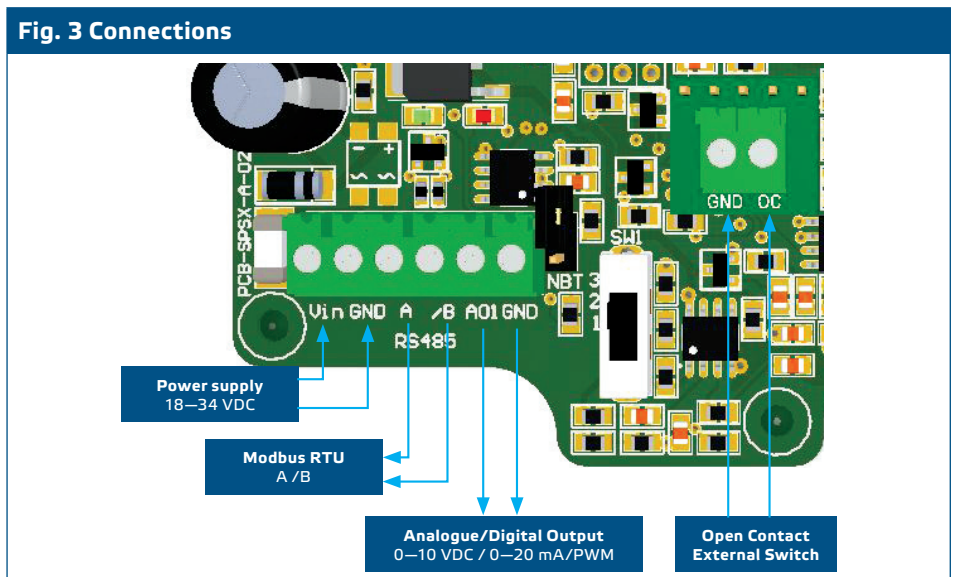 Fig. 3 Connections
- +
~ ~
PCB-SPSX-A-02
GND OC
SW1
NBT 3
2
1
Vin GND A /B AO1 GND
RS485
Power supply
18—34 VDC
Modbus RTU
A /B
Analogue/Digital Output
0—10 VDC / 0—20 mA/PWM
Open Contact
External Switch